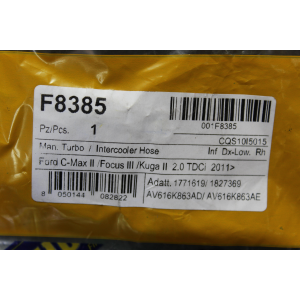 F8385
Pz/Pcs. 1
001F8385
CQS10I5015
Man. Turbo / Intercooler Hose Inf. Dx-Low. Rh
Ford C-Max II /Focus III /Kuga II 2.0 TDCi 2011>
Adatt. 1771619/ 1827369
AV616K863AD/ AV616K863AE
8 050144 082822